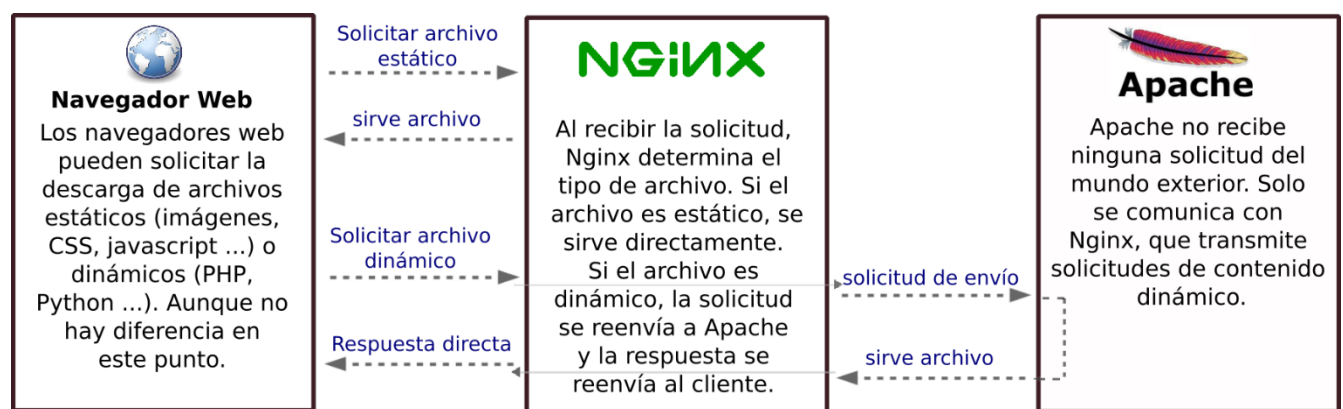 Navegador Web
Los navegadores web
pueden solicitar la
descarga de archivos
estáticos (imágenes,
CSS, javascript ...) o
dinámicos (PHP,
Python ...). Aunque no
hay diferencia en
este punto.
Solicitar archivo
estático
sirve archivo
Solicitar archivo
dinámico
Respuesta directa
NGiNX
Al recibir la solicitud,
Nginx determina el
tipo de archivo. Si el
archivo es estático, se
sirve directamente.
Si el archivo es
dinámico, la solicitud
se reenvía a Apache
y la respuesta se
reenvía al cliente.
solicitud de envío
sirve archivo
Apache
Apache no recibe
ninguna solicitud del
mundo exterior. Solo
se comunica con
Nginx, que transmite
solicitudes de contenido
dinámico.